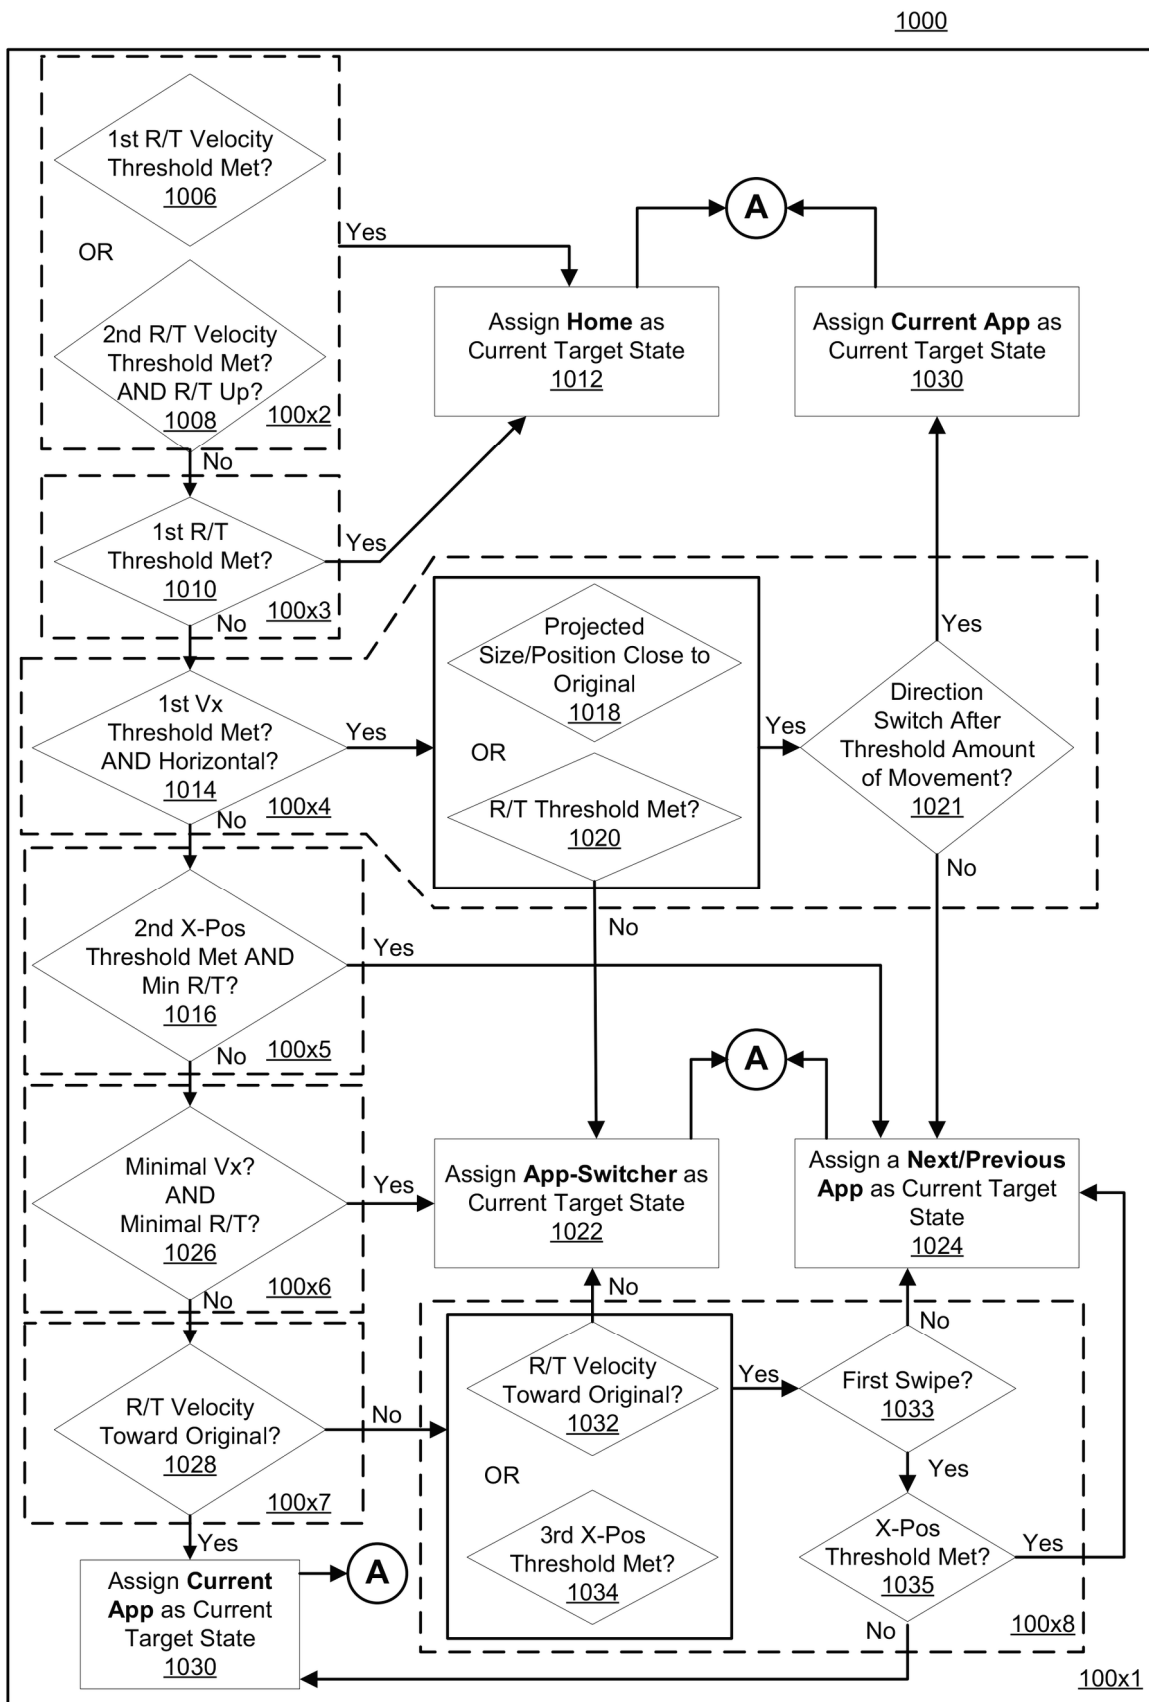 1000
1st R/T Velocity
Threshold Met?
1006
OR
2nd R/T Velocity
Threshold Met?
AND R/T Up?
1008
100x2
Yes
No
Assign Home as
Current Target State
1012
A
Assign Current App as
Current Target State
1030
1st R/T
Threshold Met?
1010
100x3
Yes
No
1st Vx
Threshold Met?
AND Horizontal?
1014
100x4
Yes
No
Projected
Size/Position Close to
Original
1018
OR
R/T Threshold Met?
1020
Yes
No
Direction
Switch After
Threshold Amount
of Movement?
1021
Yes
No
2nd X-Pos
Threshold Met AND
Min R/T?
1016
100x5
Yes
No
A
Minimal Vx?
AND
Minimal R/T?
1026
100x6
Yes
No
Assign App-Switcher as
Current Target State
1022
Assign a Next/Previous
App as Current Target
State
1024
R/T Velocity
Toward Original?
1028
100x7
No
Yes
R/T Velocity
Toward Original?
1032
OR
3rd X-Pos
Threshold Met?
1034
No
Yes
First Swipe?
1033
No
Yes
X-Pos
Threshold Met?
1035
Yes
No
100x8
Assign Current
App as Current
Target State
1030
A
100x1